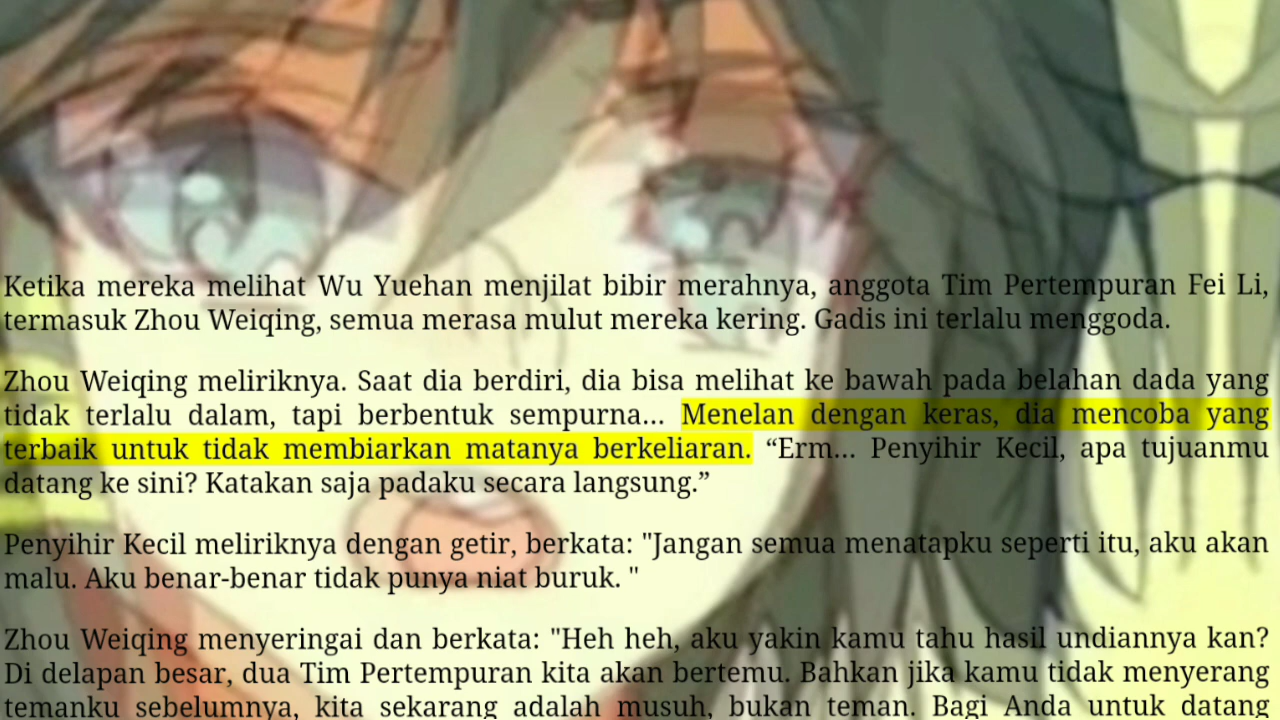 Ketika mereka melihat Wu Yuehan menjilat bibir merahnya, anggota Tim Pertempuran Fei Li,
termasuk Zhou Weiqing, semua merasa mulut mereka kering. Gadis ini terlalu menggoda.
Zhou Weiqing meliriknya. Saat dia berdiri, dia bisa melihat ke bawah pada belahan dada yang
tidak terlalu dalam, tapi berbentuk sempurna... Menelan dengan keras, dia mencoba yang
terbaik untuk tidak membiarkan matanya berkeliaran. “Erm... Penyihir Kecil, apa tujuanmu
datang ke sini? Katakan saja padaku secara langsung.”
Penyihir Kecil meliriknya dengan getir, berkata: "Jangan semua menatapku seperti itu, aku akan
malu. Aku benar-benar tidak punya niat buruk. "
Zhou Weiqing menyeringai dan berkata: "Heh heh, aku yakin kamu tahu hasil undiannya kan?
Di delapan besar, dua Tim Pertempuran kita akan bertemu. Bahkan jika kamu tidak menyerang
temanku sebelumnya, kita sekarang adalah musuh, bukan teman. Bagi Anda untuk datang